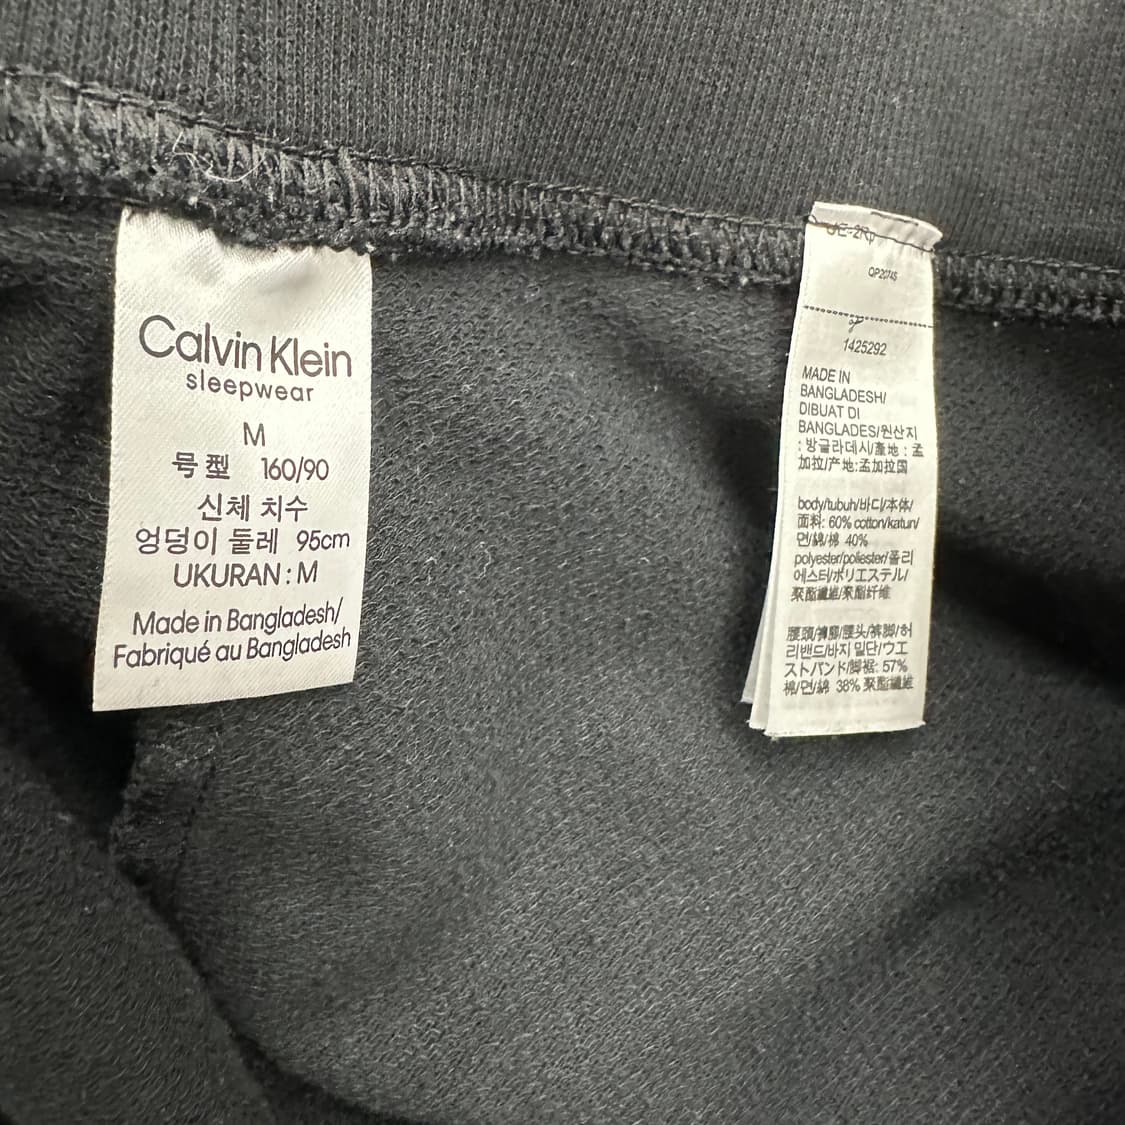 Calvin Klein
sleepwear
M
号型 160/90
신체 치수
엉덩이 둘레 95cm
UKURAN : M
Made in Bangladesh/
Fabriqué au Bangladesh
QP2074S
1425292
MADE IN
BANGLADESH/
DIBUAT DI
BANGLADES/원산지
: 방글라데시/產地 : 孟
加拉/产地:孟加拉国
body/tubuh/바디/本体/
面料: 60% cotton/katun/
면/綿/棉 40%
polyester/poliester/폴리
에스터/ポリエステル/
聚酯纖維/聚酯纤维
腰頭/褲腳/腰头/裤脚/허
리밴드/바지 밑단/ウエ
ストバンド/脚裾: 57%
棉/면/綿 38% 聚酯纖維